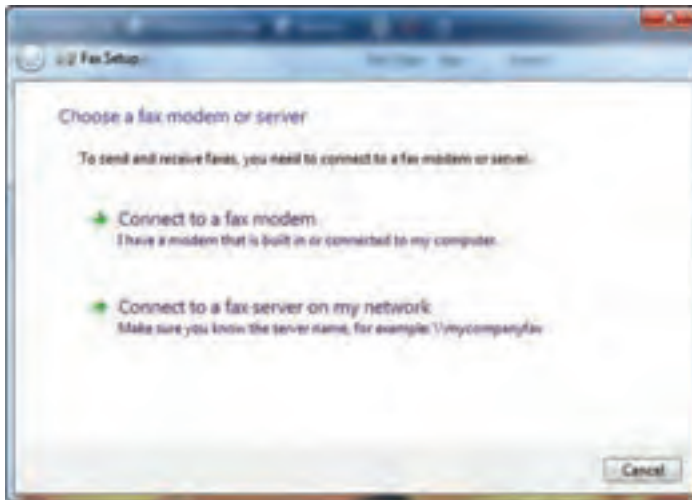 Fax Setup
Choose a fax modem or server
To send and receive faxes, you need to connect to a fax modem or server.
Connect to a fax modem
I have a modem that is built in or connected to my computer.
Connect to a fax server on my network
Make sure you know the server name, for example: \\mycompanyfax
Cancel